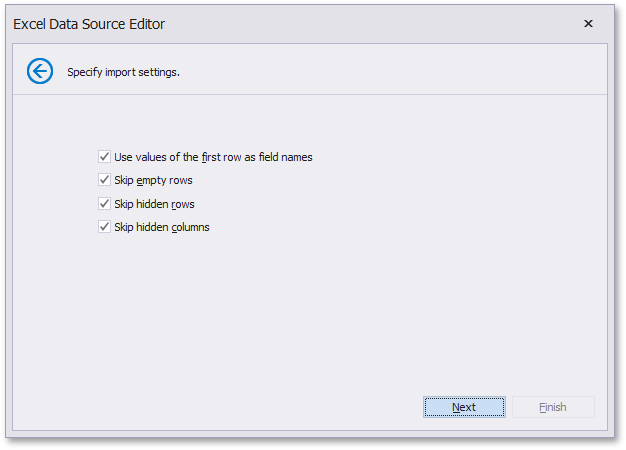 Excel Data Source Editor
Specify import settings.
Use values of the first row as field names
Skip empty rows
Skip hidden rows
Skip hidden columns
Next
Finish